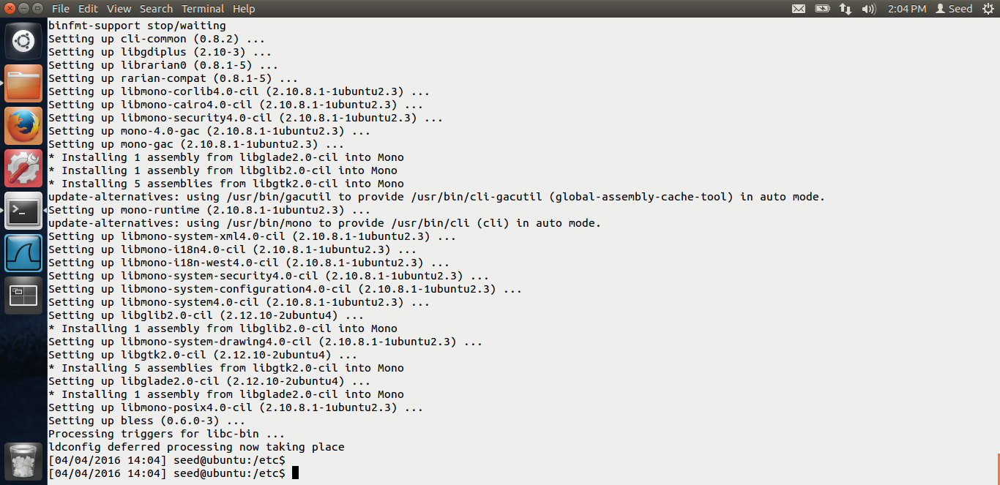 File Edit View Search Terminal Help 2:04 PM Seed
binfmt-support stop/waiting
Setting up cli-common (0.8.2) ...
Setting up libgdiplus (2.10-3) ...
Setting up librarian0 (0.8.1-5) ...
Setting up rarian-compat (0.8.1-5) ...
Setting up libmono-corlib4.0-cil (2.10.8.1-1ubuntu2.3) ...
Setting up libmono-cairo4.0-cil (2.10.8.1-1ubuntu2.3) ...
Setting up libmono-security4.0-cil (2.10.8.1-1ubuntu2.3) ...
Setting up mono-4.0-gac (2.10.8.1-1ubuntu2.3) ...
Setting up mono-gac (2.10.8.1-1ubuntu2.3) ...
* Installing 1 assembly from libglade2.0-cil into Mono
* Installing 1 assembly from libglib2.0-cil into Mono
* Installing 5 assemblies from libgtk2.0-cil into Mono
update-alternatives: using /usr/bin/gacutil to provide /usr/bin/cli-gacutil (global-assembly-cache-tool) in auto mode.
Setting up mono-runtime (2.10.8.1-1ubuntu2.3) ...
update-alternatives: using /usr/bin/mono to provide /usr/bin/cli (cli) in auto mode.
Setting up libmono-system-xml4.0-cil (2.10.8.1-1ubuntu2.3) ...
Setting up libmono-i18n4.0-cil (2.10.8.1-1ubuntu2.3) ...
Setting up libmono-i18n-west4.0-cil (2.10.8.1-1ubuntu2.3) ...
Setting up libmono-system-security4.0-cil (2.10.8.1-1ubuntu2.3) ...
Setting up libmono-system-configuration4.0-cil (2.10.8.1-1ubuntu2.3) ...
Setting up libmono-system4.0-cil (2.10.8.1-1ubuntu2.3) ...
Setting up libglib2.0-cil (2.12.10-2ubuntu4) ...
* Installing 1 assembly from libglib2.0-cil into Mono
Setting up libmono-system-drawing4.0-cil (2.10.8.1-1ubuntu2.3) ...
Setting up libgtk2.0-cil (2.12.10-2ubuntu4) ...
* Installing 5 assemblies from libgtk2.0-cil into Mono
Setting up libglade2.0-cil (2.12.10-2ubuntu4) ...
* Installing 1 assembly from libglade2.0-cil into Mono
Setting up libmono-posix4.0-cil (2.10.8.1-1ubuntu2.3) ...
Setting up bless (0.6.0-3) ...
Processing triggers for libc-bin ...
ldconfig deferred processing now taking place
[04/04/2016 14:04] seed@ubuntu:/etc$
[04/04/2016 14:04] seed@ubuntu:/etc$